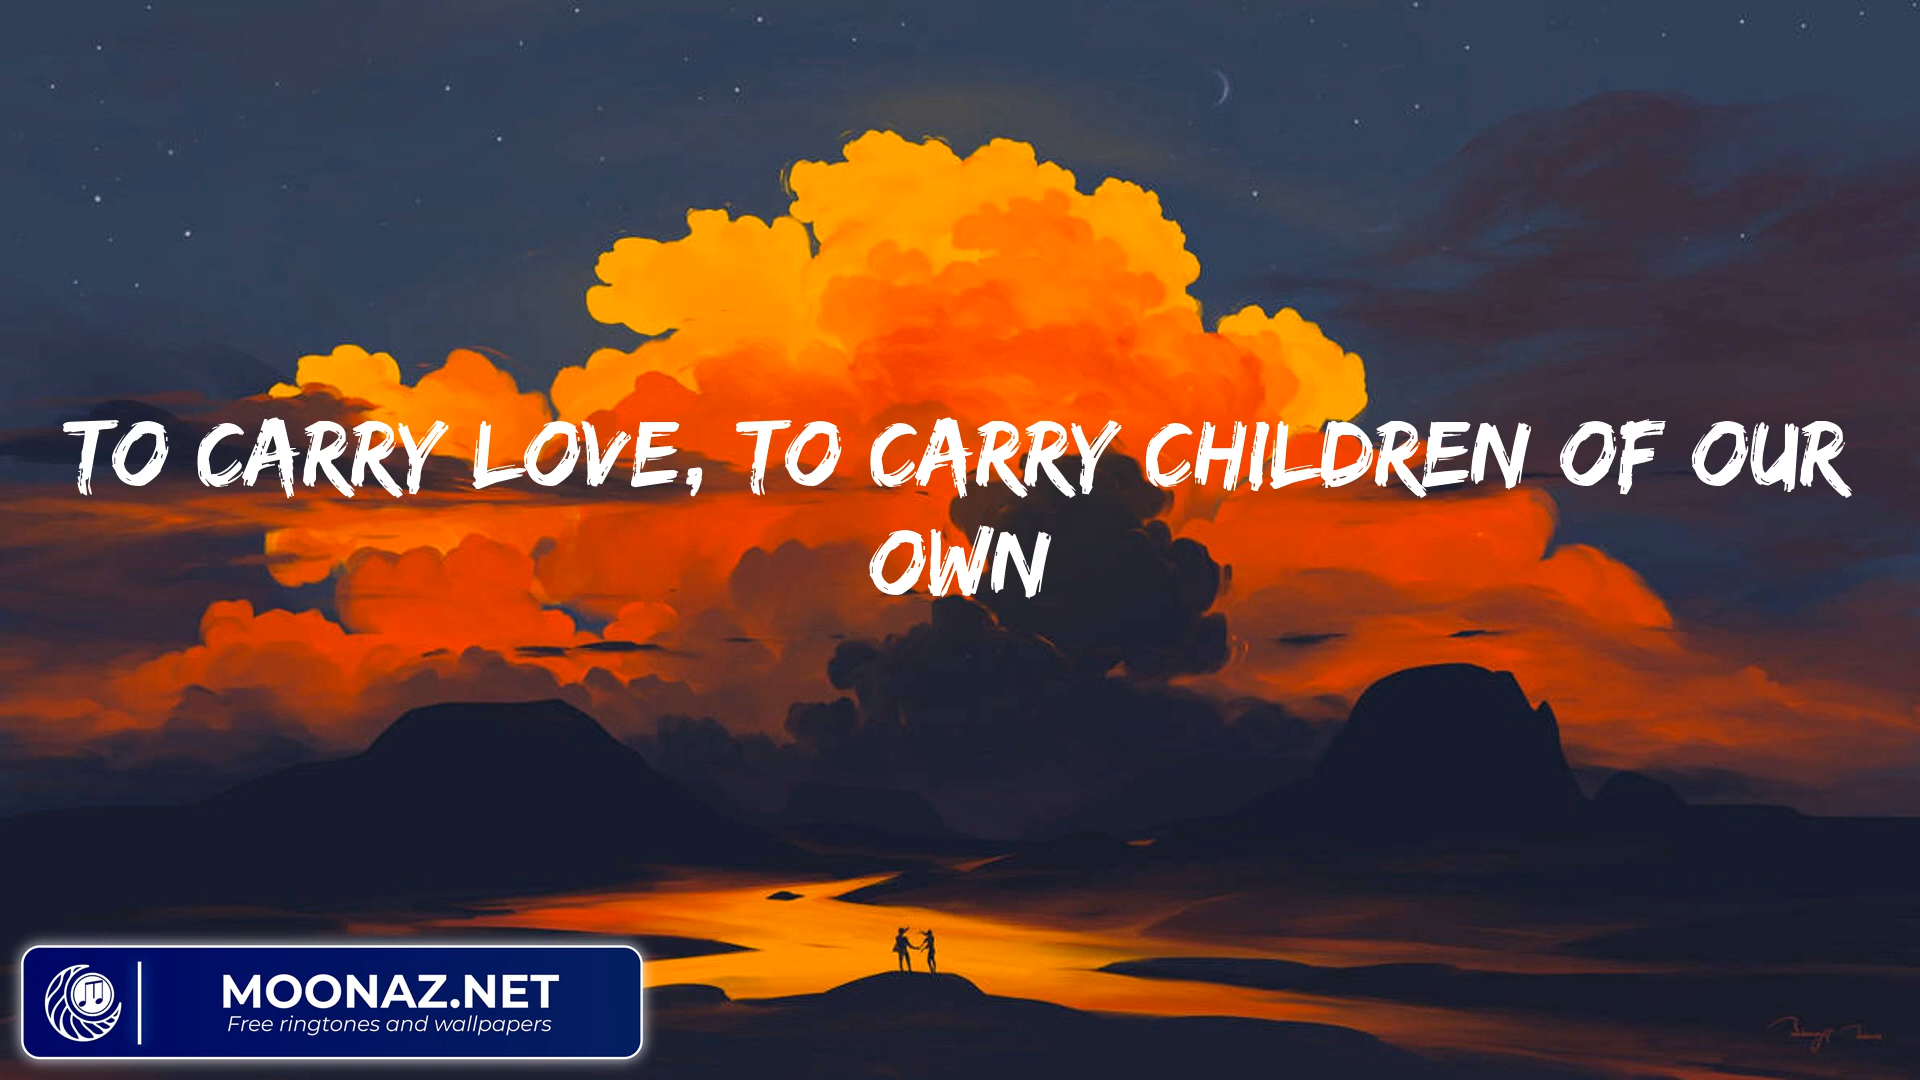 TO CARRY LOVE, TO CARRY CHILDREN OF OUR
OWN
MOONAZ.NET
Free ringtones and wallpapers